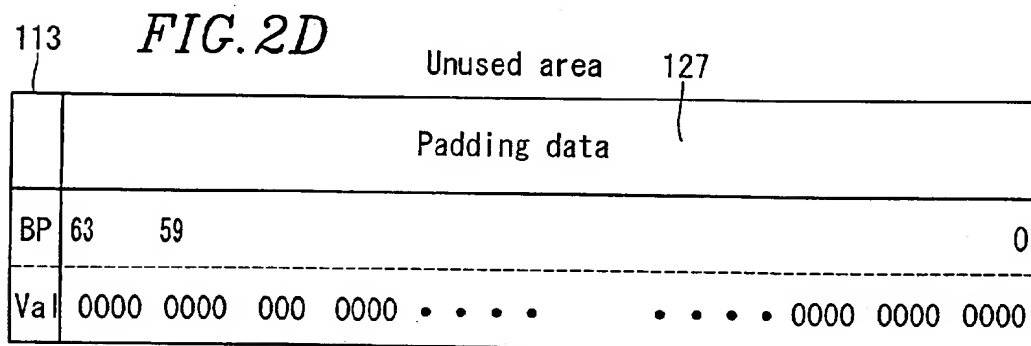 113 FIG.2D
Unused area 127
Padding data
BP 63 59 0
Val 0000 0000 000 0000 • • • • • • • • 0000 0000 0000